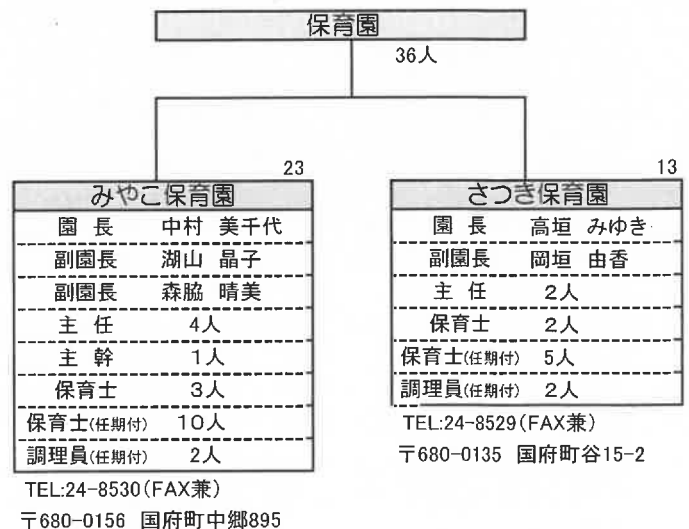 保育園
36人
23
みやこ保育園
園 長 中村 美千代
副園長 湖山 晶子
副園長 森脇 晴美
主 任 4人
主 幹 1人
保育士 3人
保育士(任期付) 10人
調理員(任期付) 2人
TEL:24-8530(FAX兼)
〒680-0156 国府町中郷895
13
さつき保育園
園 長 高垣 みゆき
副園長 岡垣 由香
主 任 2人
保育士 2人
保育士(任期付) 5人
調理員(任期付) 2人
TEL:24-8529(FAX兼)
〒680-0135 国府町谷15-2